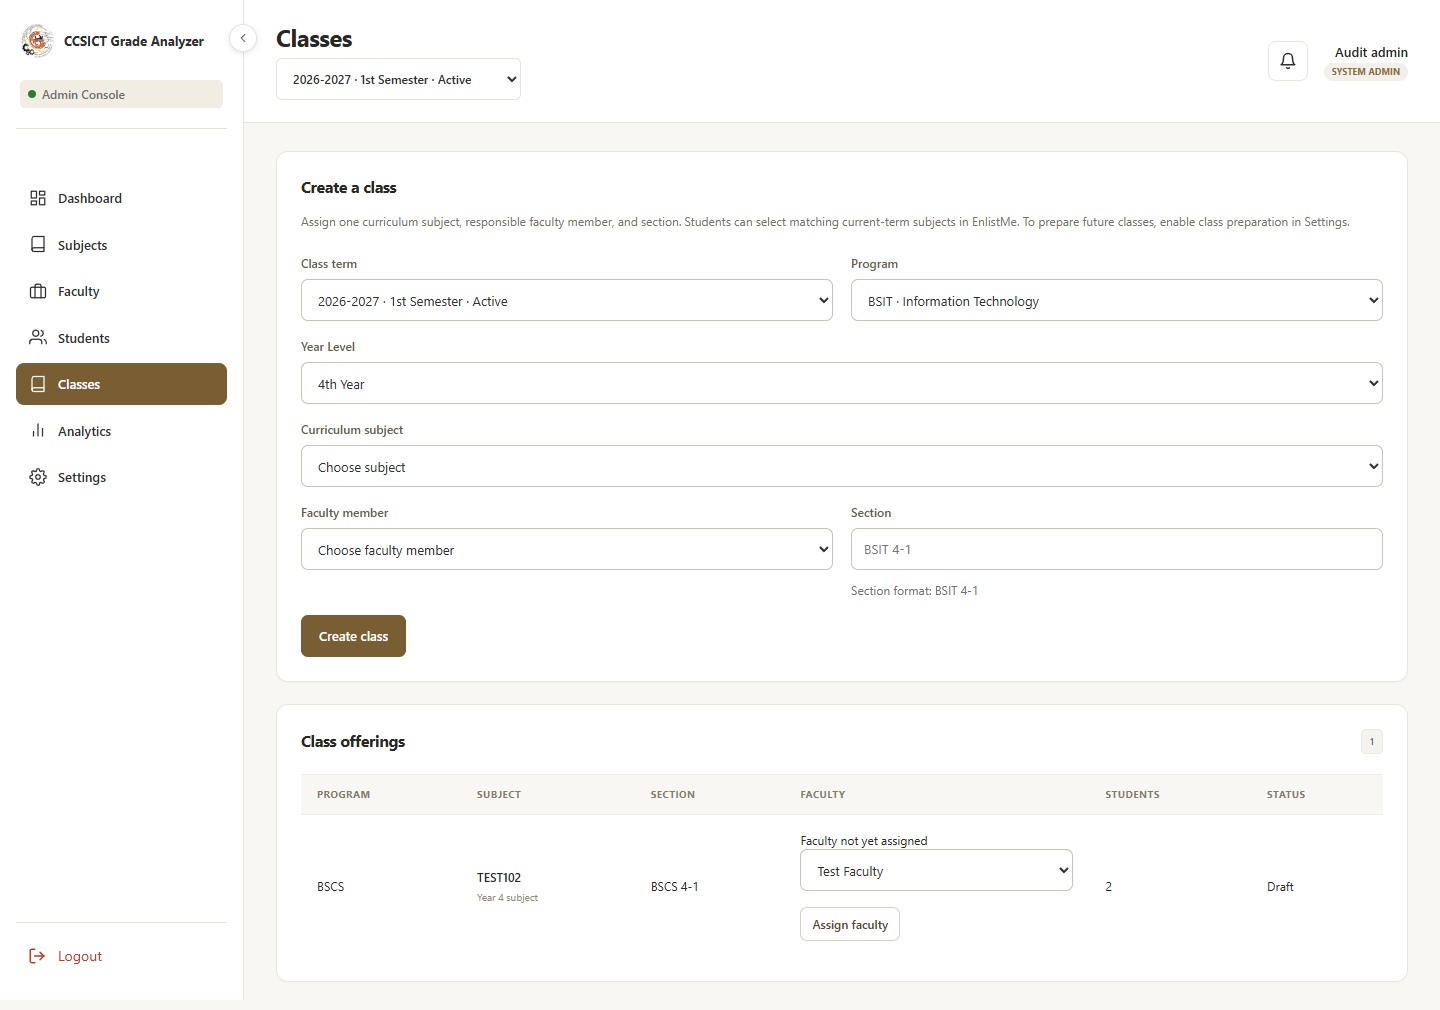 CCSICT Grade Analyzer
Admin Console
Dashboard
Subjects
Faculty
Students
Classes
Analytics
Settings
Logout
Classes
2026-2027 · 1st Semester · Active
Audit admin
SYSTEM ADMIN
Create a class
Assign one curriculum subject, responsible faculty member, and section. Students can select matching current-term subjects in EnlistMe. To prepare future classes, enable class preparation in Settings.
Class term
Program
2026-2027 · 1st Semester · Active
BSIT · Information Technology
Year Level
4th Year
Curriculum subject
Choose subject
Faculty member
Section
Choose faculty member
BSIT 4-1
Section format: BSIT 4-1
Create class
Class offerings
1
PROGRAM SUBJECT SECTION FACULTY STUDENTS STATUS
Faculty not yet assigned
BSCS
TEST102
Year 4 subject
BSCS 4-1
Test Faculty
2
Draft
Assign faculty